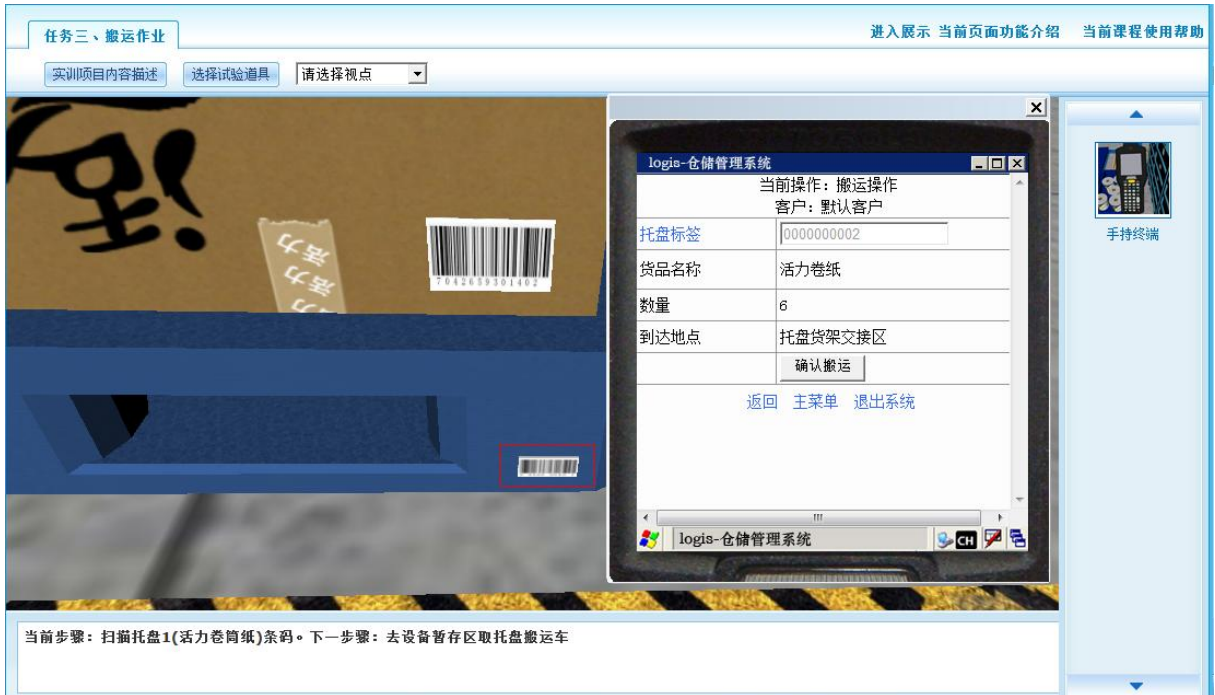 任务三、搬运作业
进入展示 当前页面功能介绍 当前课程使用帮助
实训项目内容描述 选择试验道具 请选择视点
活力
活力
7042659301402
logis-仓储管理系统
当前操作：搬运操作
客户：默认客户
托盘标签 0000000002
货品名称 活力卷纸
数量 6
到达地点 托盘货架交接区
确认搬运
返回 主菜单 退出系统
logis-仓储管理系统 CH
手持终端
当前步骤：扫描托盘1(活力卷筒纸)条码。下一步骤：去设备暂存区取托盘搬运车